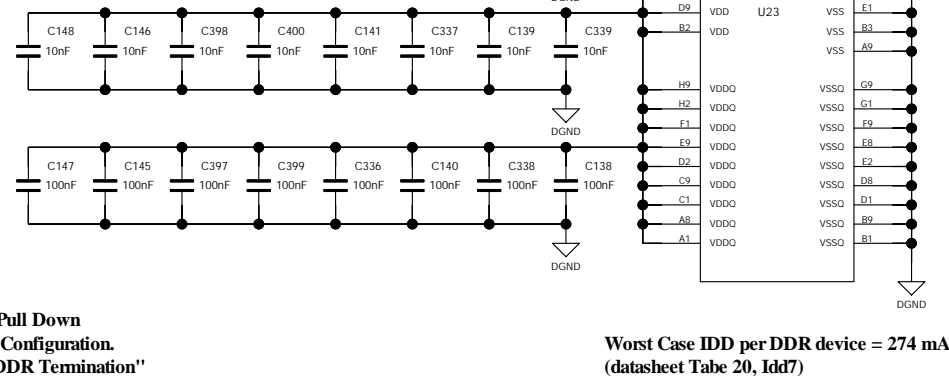 DGND
C148 C146 C398 C400 C141 C337 C139 C339
10nF 10nF 10nF 10nF 10nF 10nF 10nF 10nF
DGND
C147 C145 C397 C399 C336 C140 C338 C138
100nF 100nF 100nF 100nF 100nF 100nF 100nF 100nF
DGND
D9 VDD U23 VSS E1
B2 VDD VSS B3
VSS A9
H9 VDDQ VSSQ G9
H2 VDDQ VSSQ G1
F1 VDDQ VSSQ F9
E9 VDDQ VSSQ E8
D2 VDDQ VSSQ E2
C9 VDDQ VSSQ D8
C1 VDDQ VSSQ D1
A8 VDDQ VSSQ B9
A1 VDDQ VSSQ B1
DGND
Pull Down
Configuration.
DDR Termination"
Worst Case IDD per DDR device = 274 mA
(datasheet Tabe 20, Idd7)